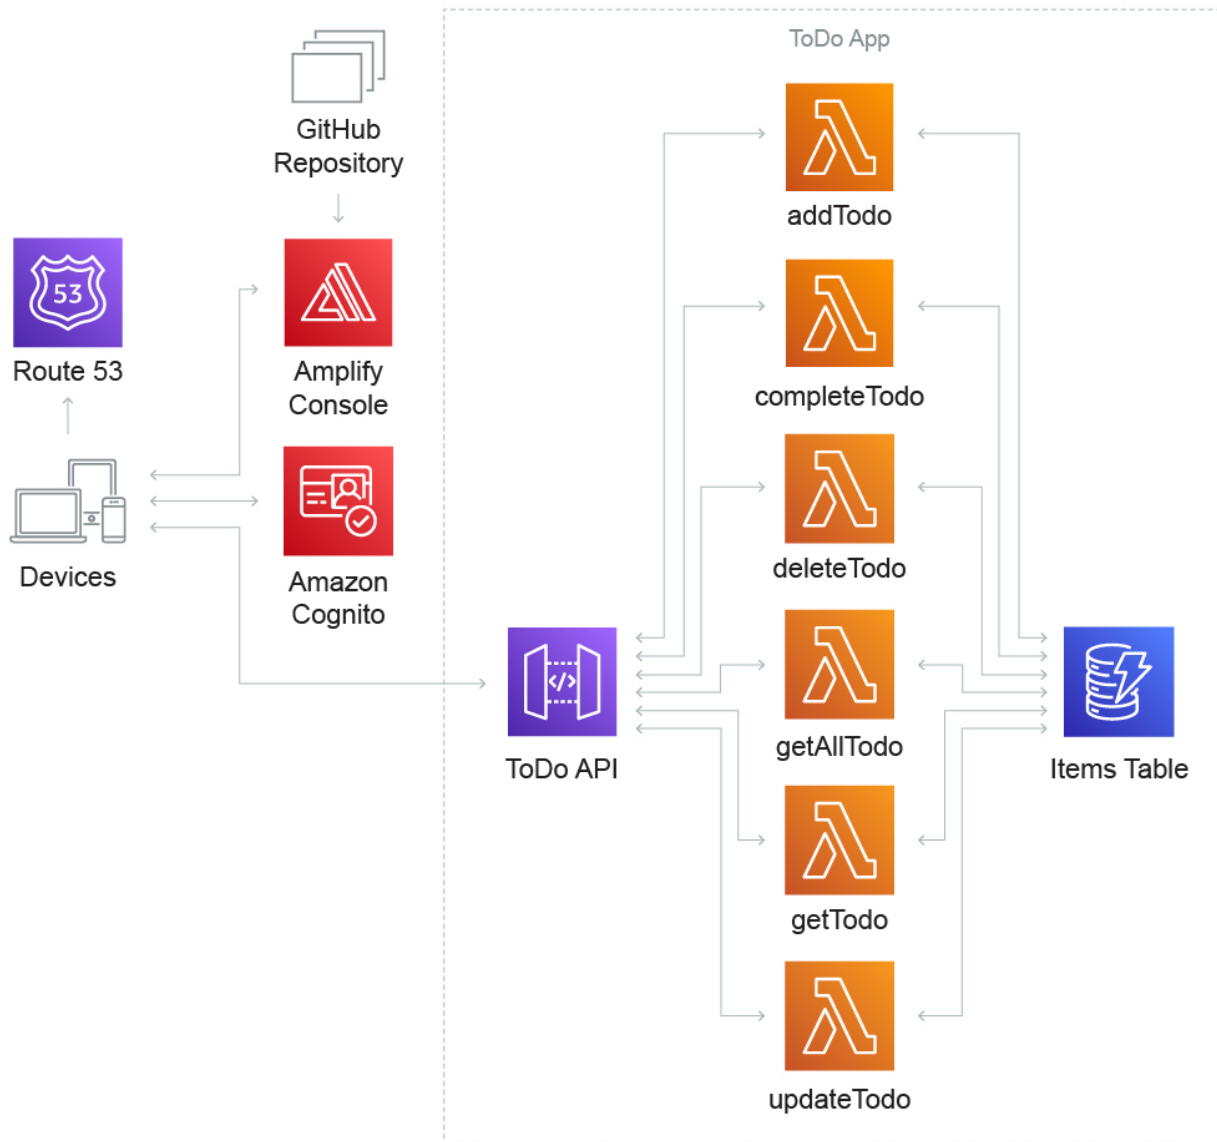 ToDo App
GitHub
Repository
addTodo
53
Route 53
Amplify
Console
completeTodo
Devices
Amazon
Cognito
deleteTodo
</>
ToDo API
getAllTodo
Items Table
getTodo
updateTodo